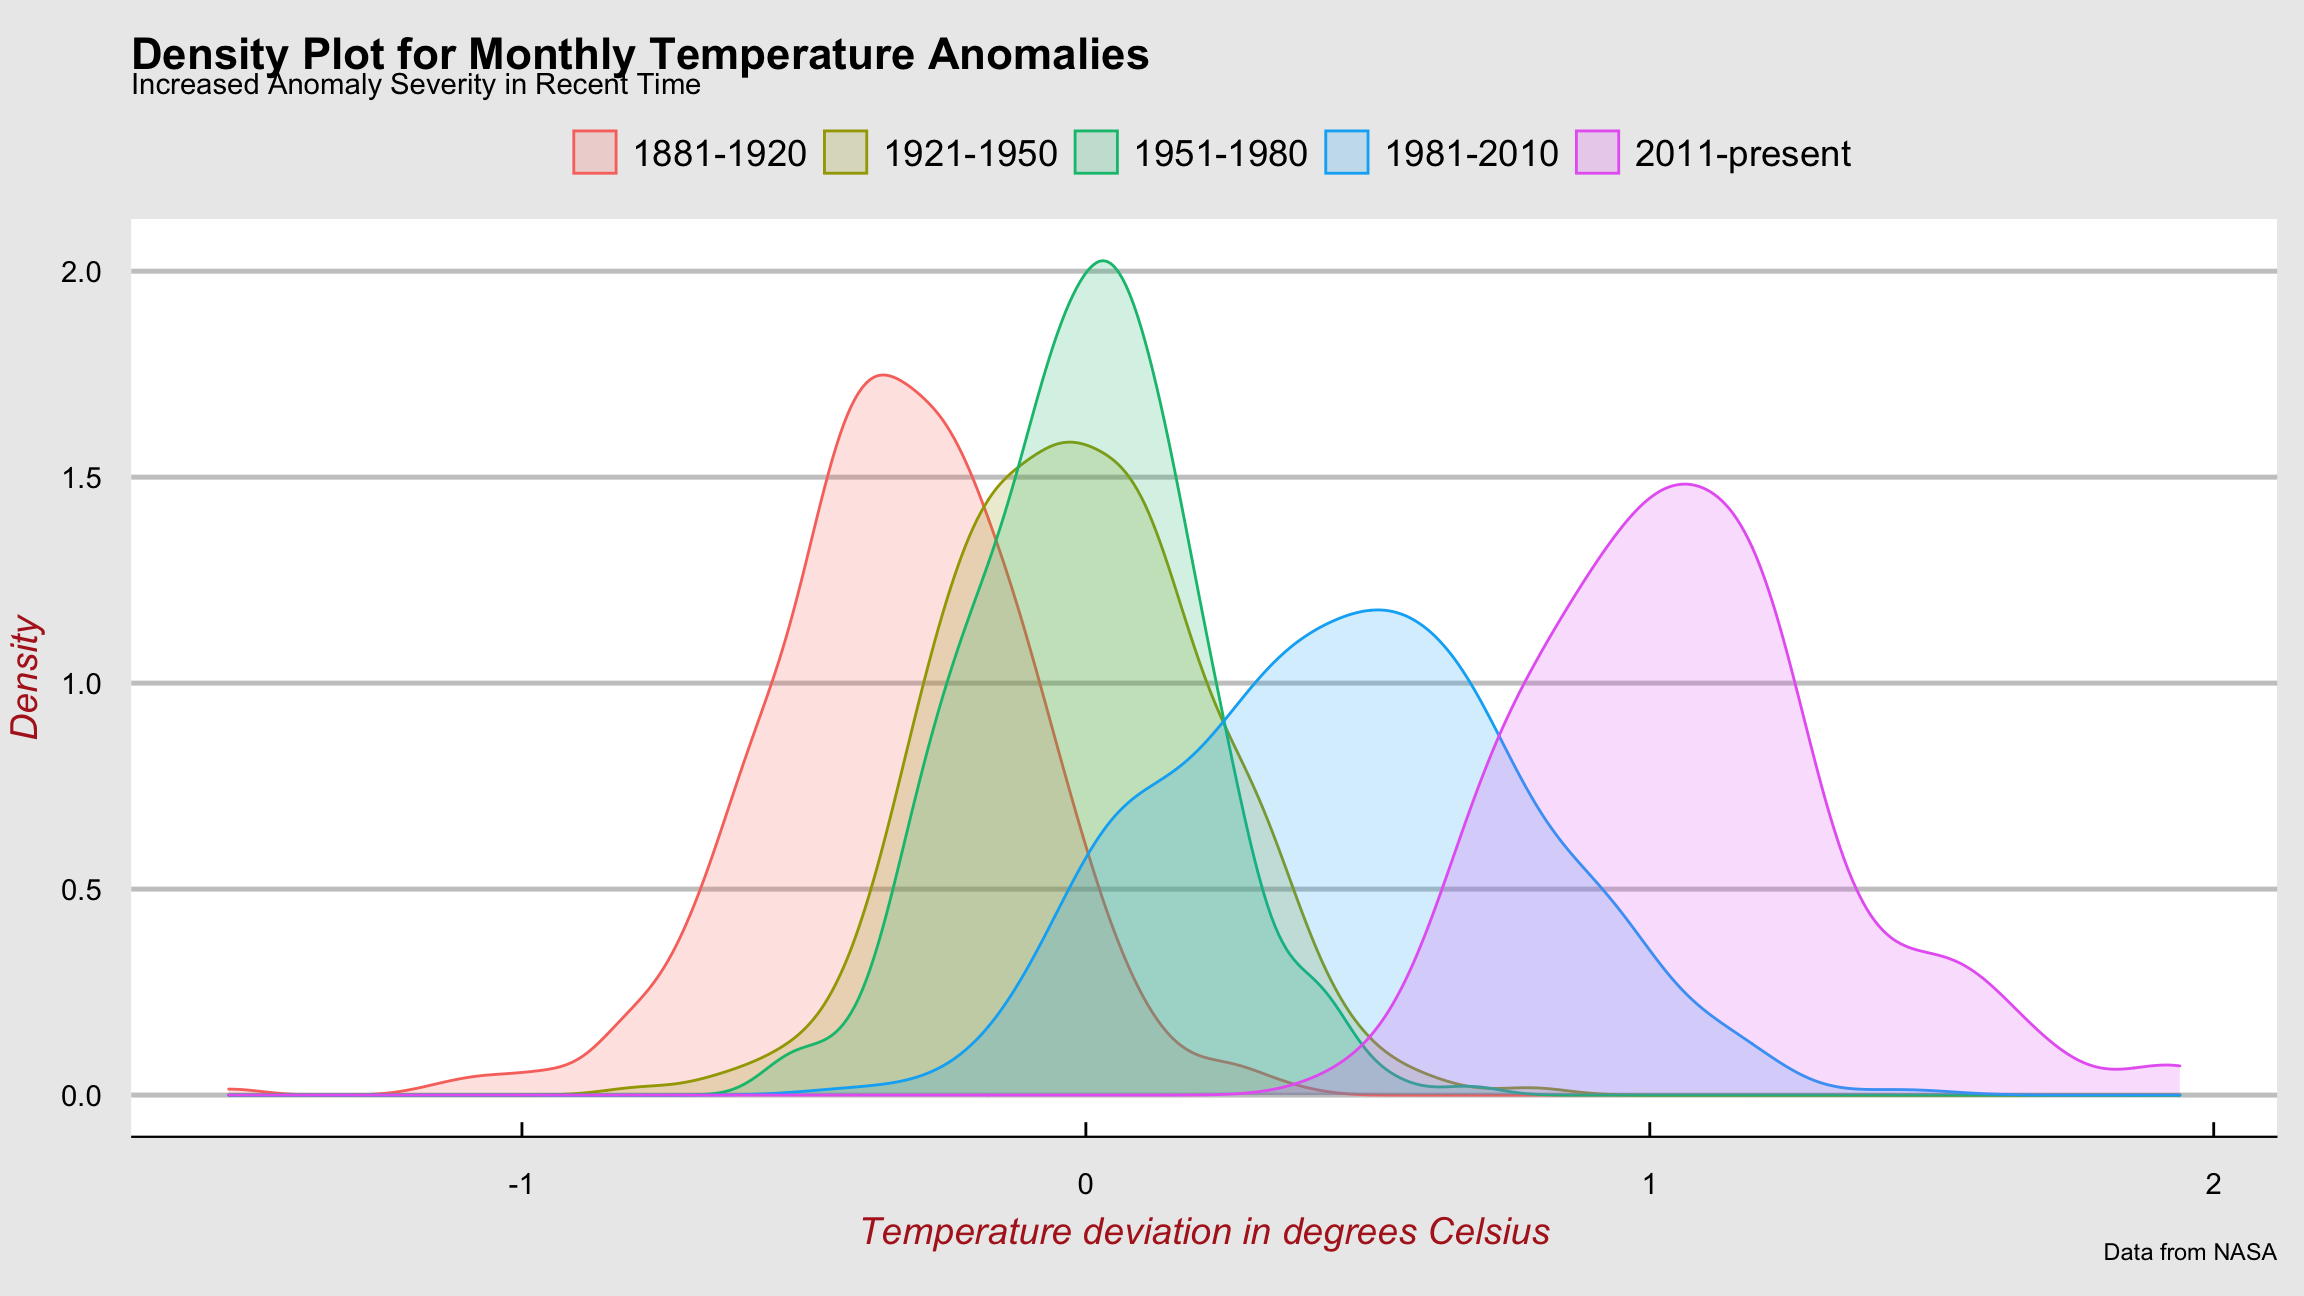 Density Plot for Monthly Temperature Anomalies
Increased Anomaly Severity in Recent Time
1881-1920 1921-1950 1951-1980 1981-2010 2011-present
2.0
1.5
1.0
0.5
0.0
Density
-1 0 1 2
Temperature deviation in degrees Celsius
Data from NASA